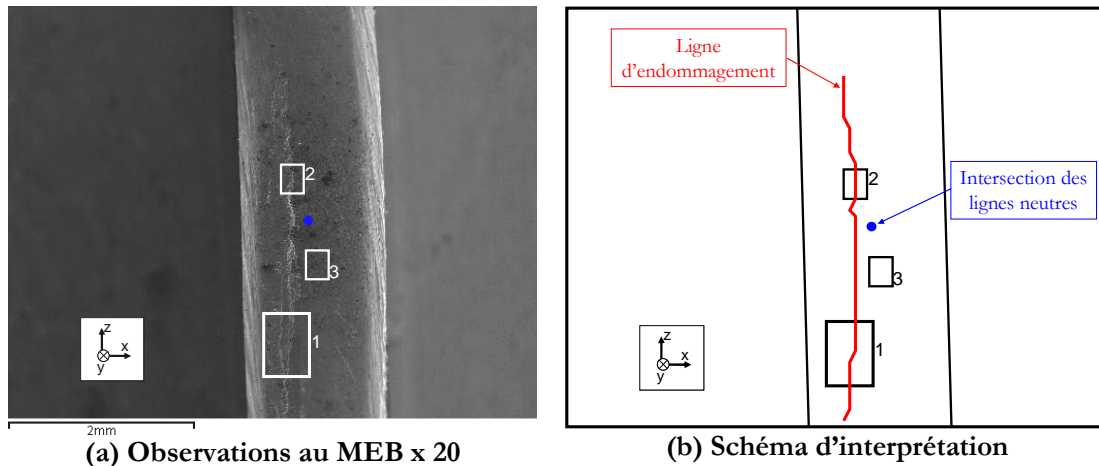 2
3
1
z
x
y
2mm
(a) Observations au MEB x 20
Ligne
d'endommagement
2
Intersection des
lignes neutres
3
1
z
x
y
(b) Schéma d'interprétation